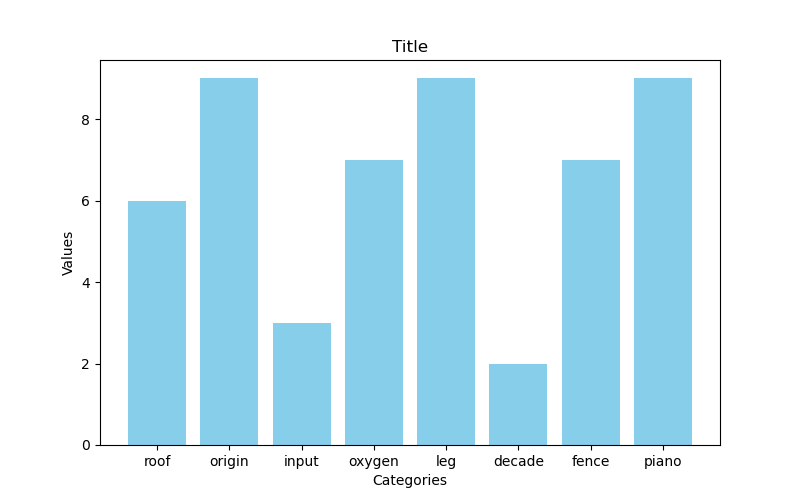 Title
Values
8
6
4
2
0
roof origin input oxygen leg decade fence piano
Categories